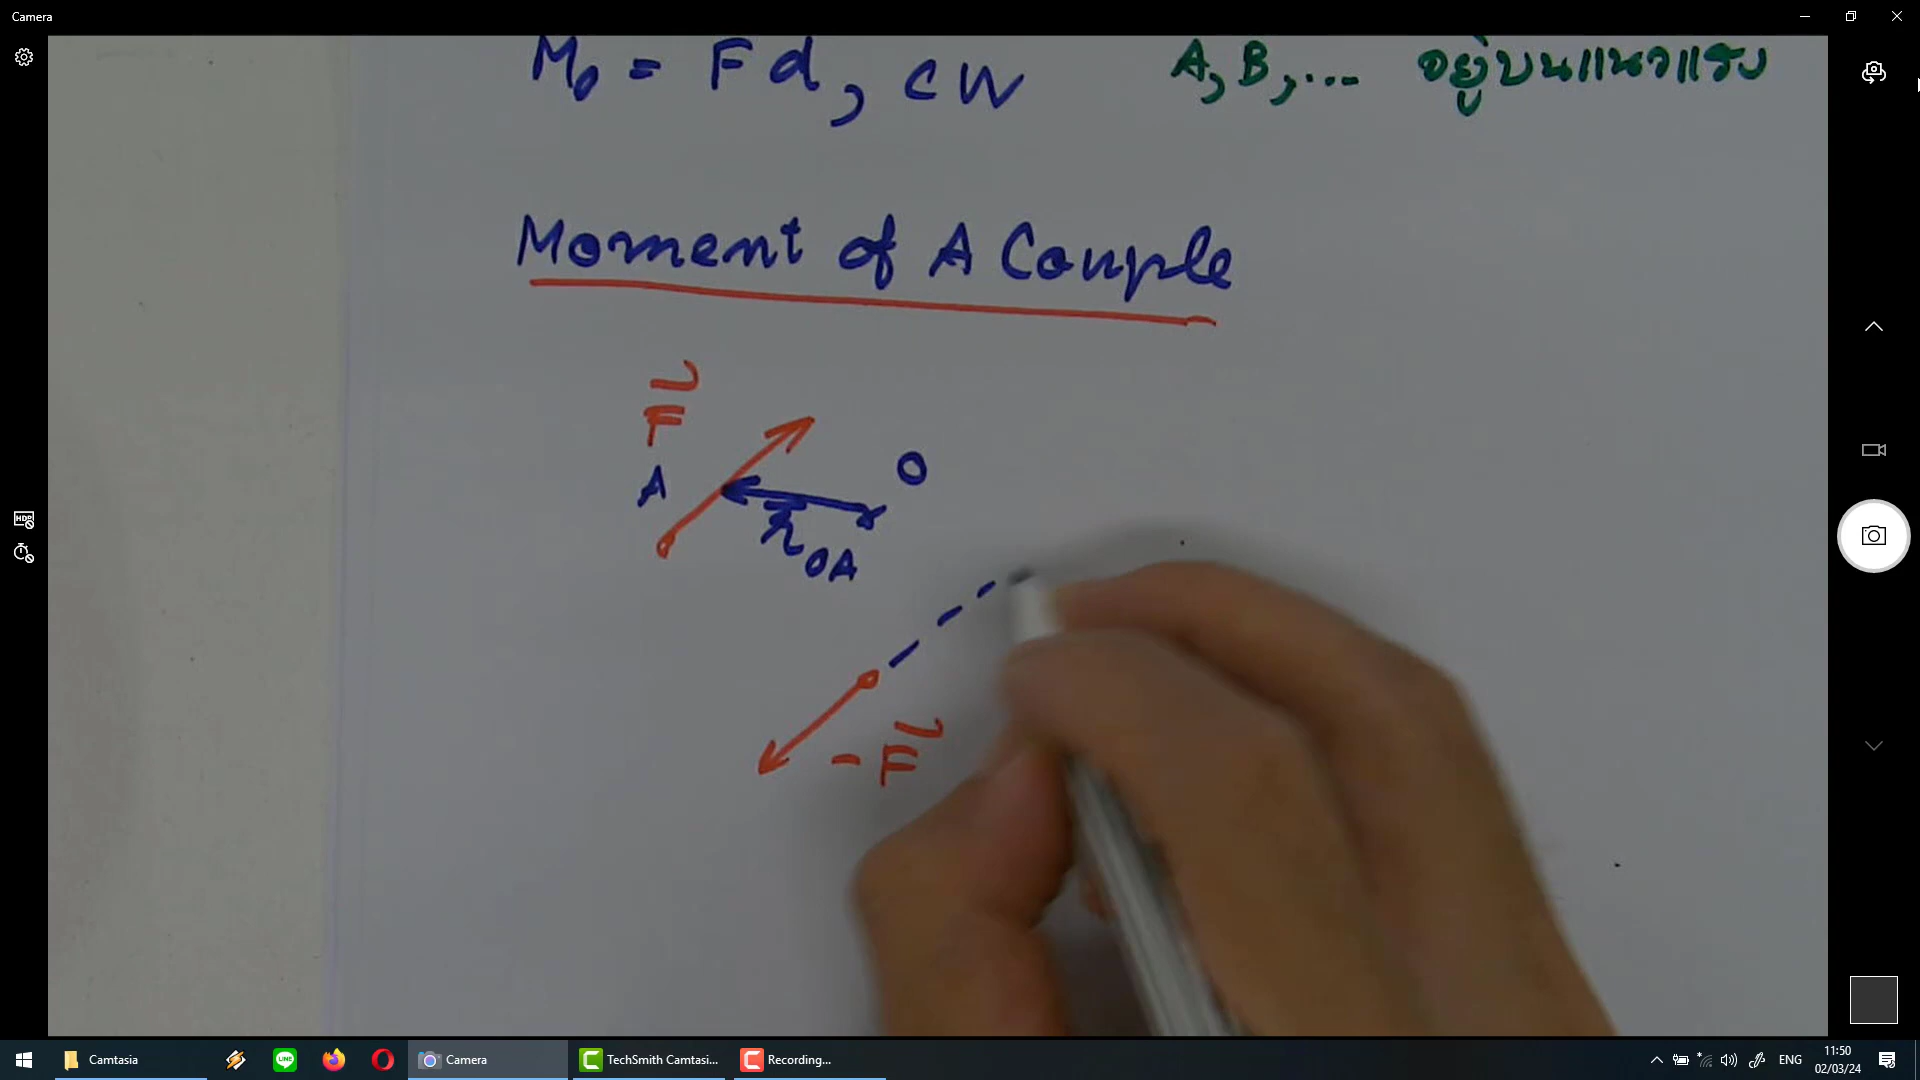 Camera
M₀ = Fd, CW
A, B, ... อยู่บนแนวแรง
Moment of A Couple
F
A
O
r OA
-F
Camtasia
Camera
TechSmith Camtasi...
Recording...
ENG
11:50
02/03/24